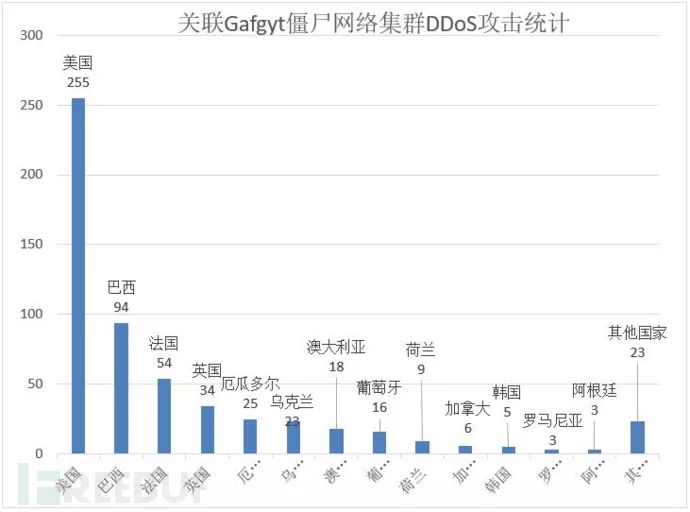 关联Gafgyt僵尸网络集群DDoS攻击统计
300
250
200
150
100
50
0
美国
255
巴西
94
法国
54
英国
34
厄瓜多尔
25
乌克兰
23
澳大利亚
18
葡萄牙
16
荷兰
9
加拿大
6
韩国
5
罗马尼亚
3
阿根廷
3
其他国家
23
美国
巴西
法国
英国
厄…
乌…
澳…
葡…
荷兰
加…
韩国
罗…
阿…
其…
FREEBUF